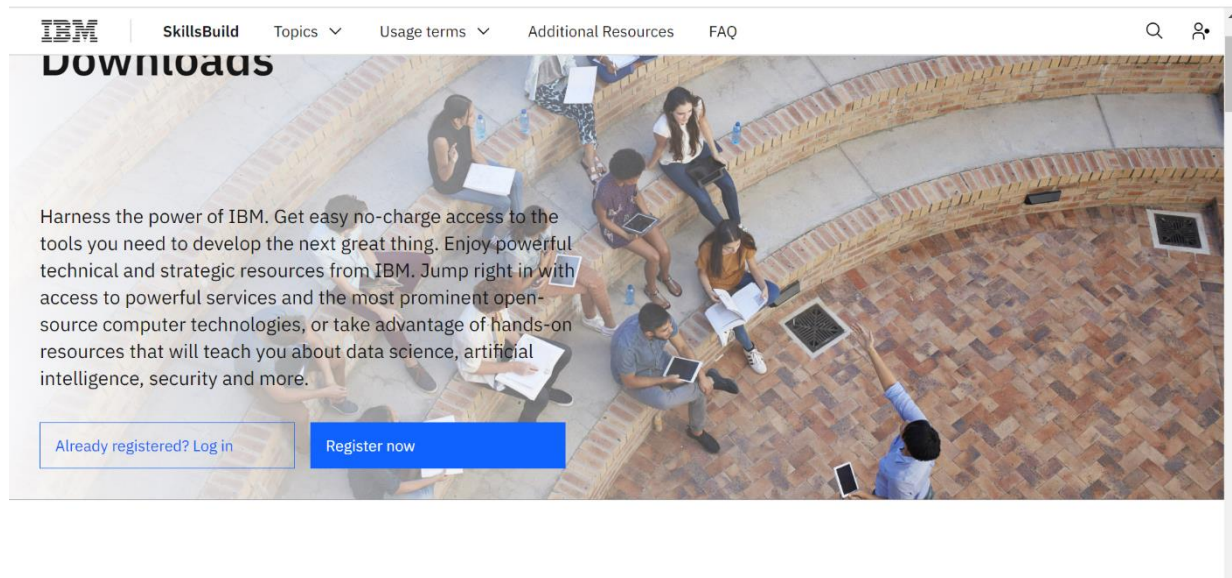 IBM SkillsBuild Topics Usage terms Additional Resources FAQ
Downloads
Harness the power of IBM. Get easy no-charge access to the
tools you need to develop the next great thing. Enjoy powerful
technical and strategic resources from IBM. Jump right in with
access to powerful services and the most prominent open-
source computer technologies, or take advantage of hands-on
resources that will teach you about data science, artificial
intelligence, security and more.
Already registered? Log in Register now